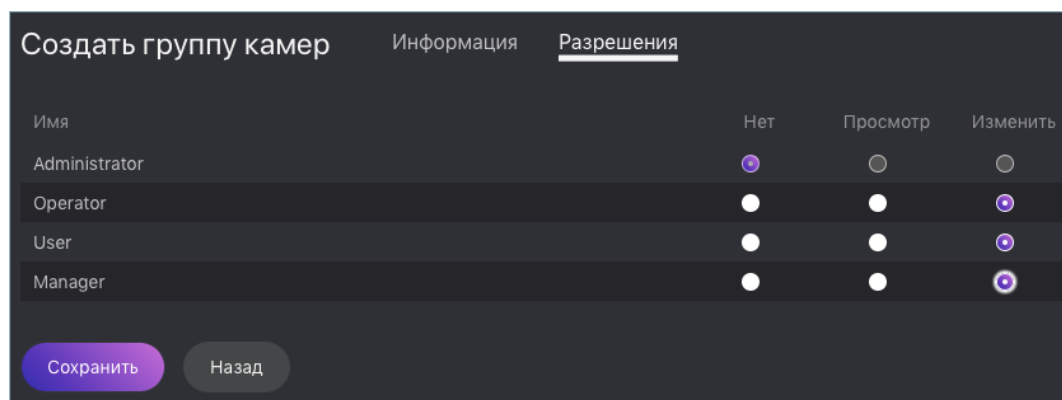 Создать группу камер Информация Разрешения
Имя Нет Просмотр Изменить
Administrator
Operator
User
Manager
Сохранить Назад